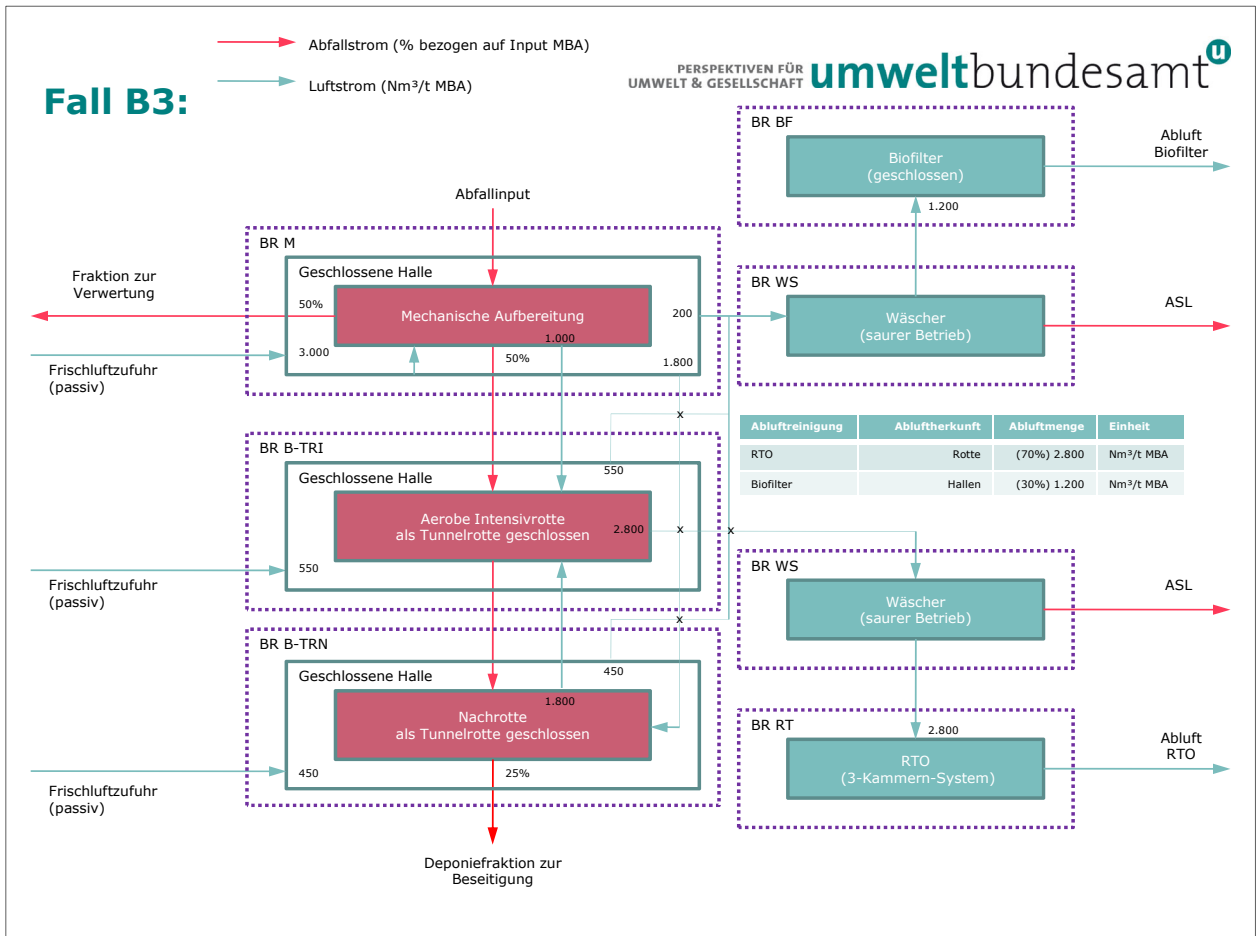 Abfallstrom (% bezogen auf Input MBA)
Luftstrom (Nm³/t MBA)
PERSPEKTIVEN FÜR
UMWELT & GESELLSCHAFT
umweltbundesamt
u
Fall B3:
BR BF
Biofilter
(geschlossen)
Abluft
Biofilter
1.200
Abfallinput
BR M
Geschlossene Halle
Fraktion zur
Verwertung
50%
Mechanische Aufbereitung
200
1.000
3.000
50%
1.800
Frischluftzufuhr
(passiv)
BR WS
Wäscher
(saurer Betrieb)
ASL
x
Abluftreinigung Abluftherkunft Abluftmenge Einheit
RTO Rotte (70%) 2.800 Nm³/t MBA
Biofilter Hallen (30%) 1.200 Nm³/t MBA
BR B-TRI
Geschlossene Halle
550
Aerobe Intensivrotte
als Tunnelrotte geschlossen
2.800
x
x
550
Frischluftzufuhr
(passiv)
BR WS
Wäscher
(saurer Betrieb)
ASL
x
BR B-TRN
Geschlossene Halle
450
1.800
Nachrotte
als Tunnelrotte geschlossen
450
25%
Frischluftzufuhr
(passiv)
BR RT
2.800
RTO
(3-Kammern-System)
Abluft
RTO
Deponiefraktion zur
Beseitigung